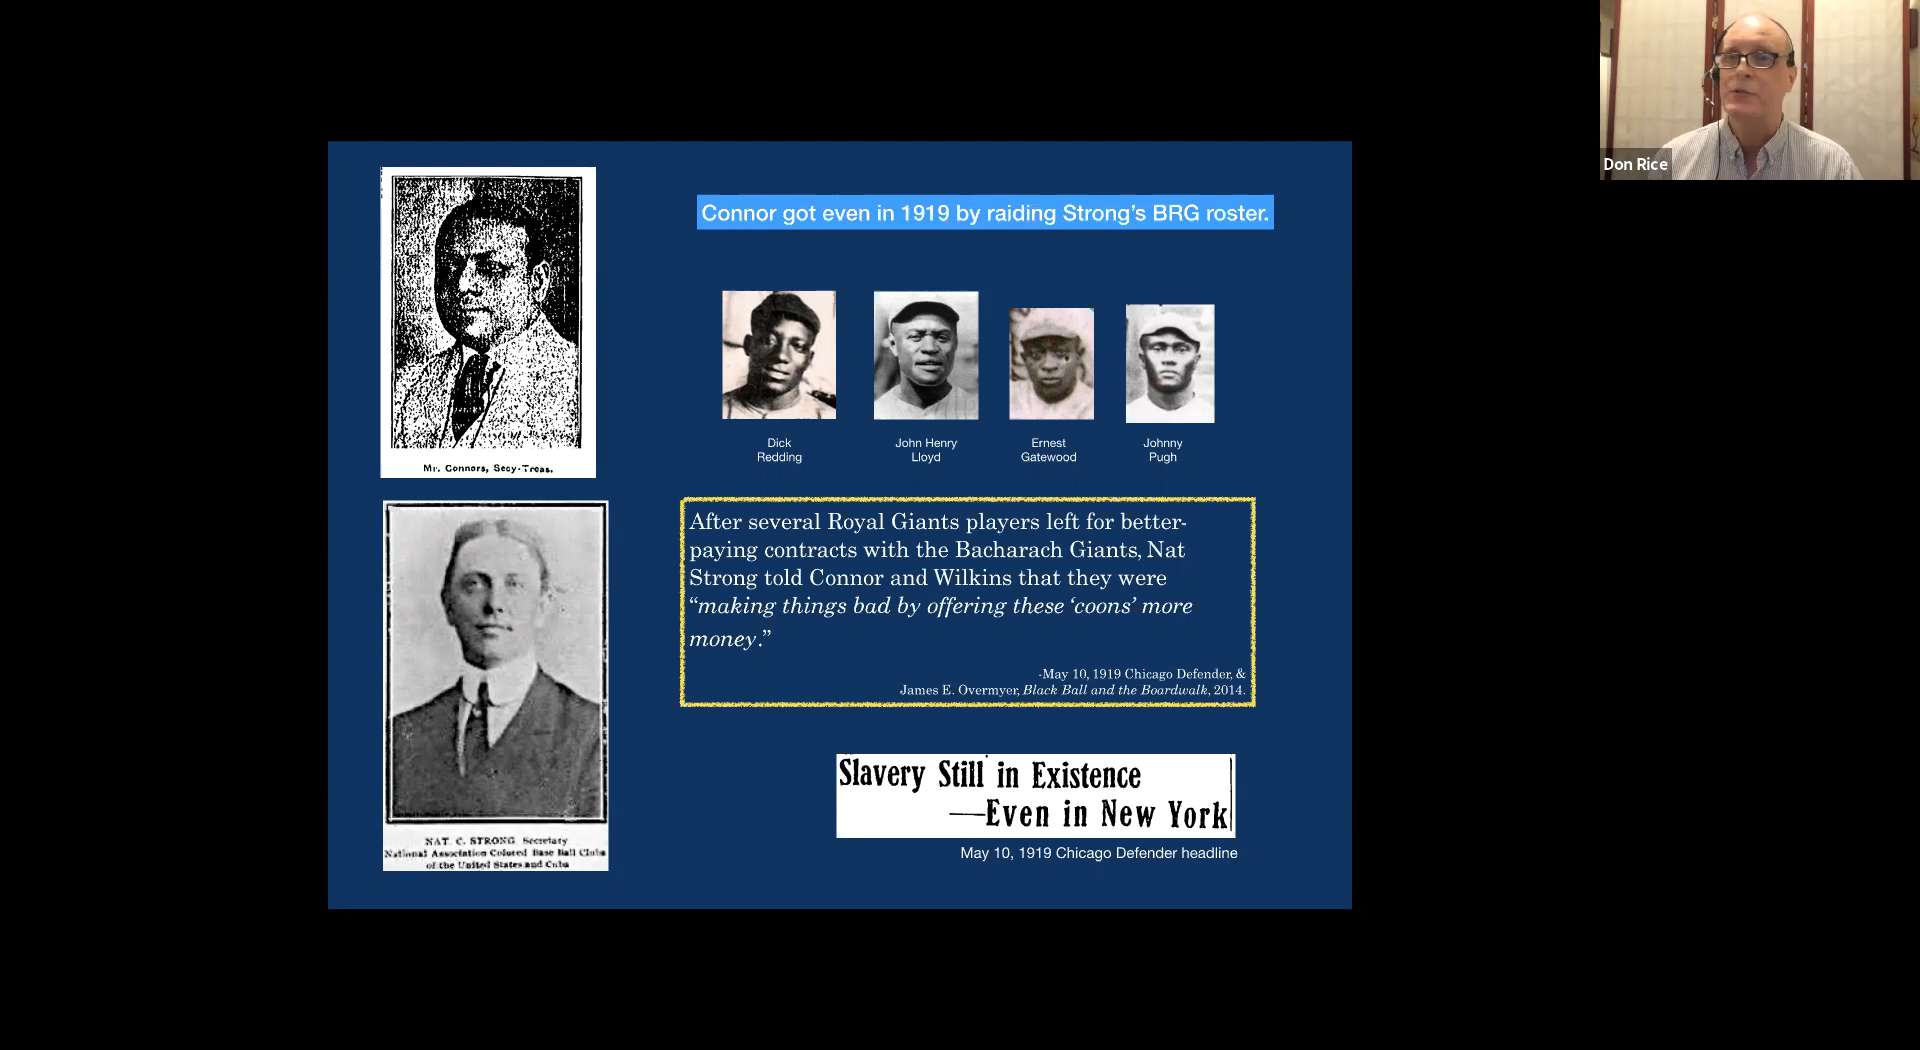 Don Rice
Connor got even in 1919 by raiding Strong's BRG roster.
Mr. Connors, Secy-Treas.
Dick
Redding
John Henry
Lloyd
Ernest
Gatewood
Johnny
Pugh
After several Royal Giants players left for better-
paying contracts with the Bacharach Giants, Nat
Strong told Connor and Wilkins that they were
“making things bad by offering these ‘coons’ more
money.”
-May 10, 1919 Chicago Defender, &
James E. Overmyer, Black Ball and the Boardwalk, 2014.
NAT. C. STRONG, Secretary
National Association Colored Base Ball Clubs
of the United States and Cuba
Slavery Still in Existence
—Even in New York
May 10, 1919 Chicago Defender headline